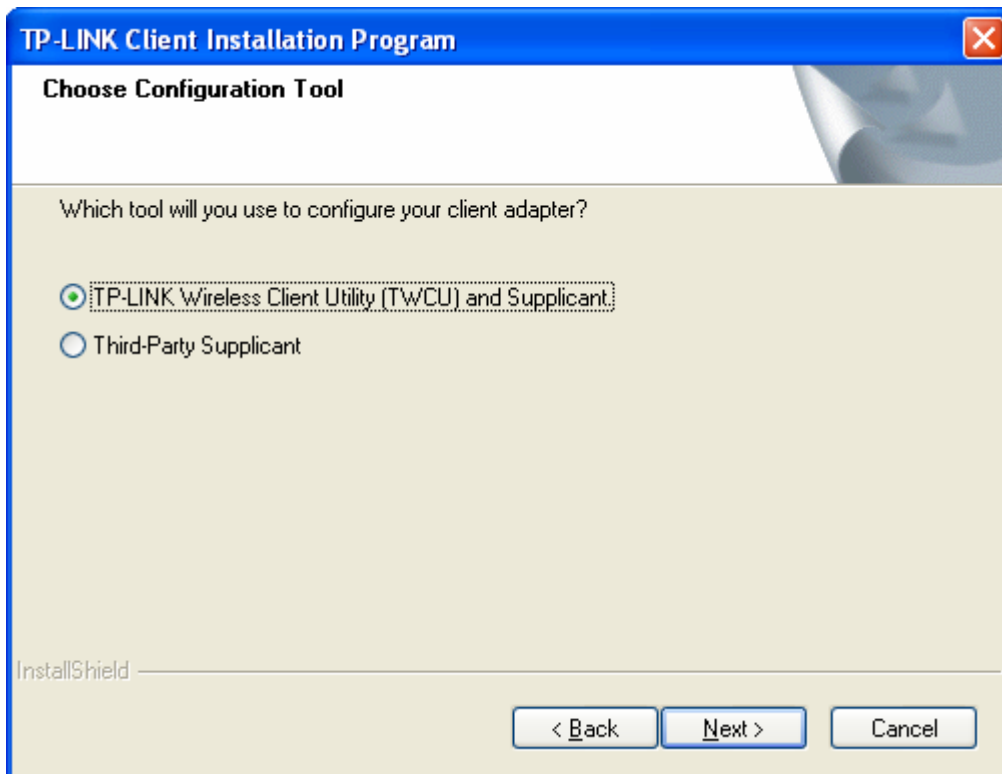 TP-LINK Client Installation Program
Choose Configuration Tool
Which tool will you use to configure your client adapter?
TP-LINK Wireless Client Utility (TWCU) and Supplicant.
Third-Party Supplicant
InstallShield
< Back
Next >
Cancel